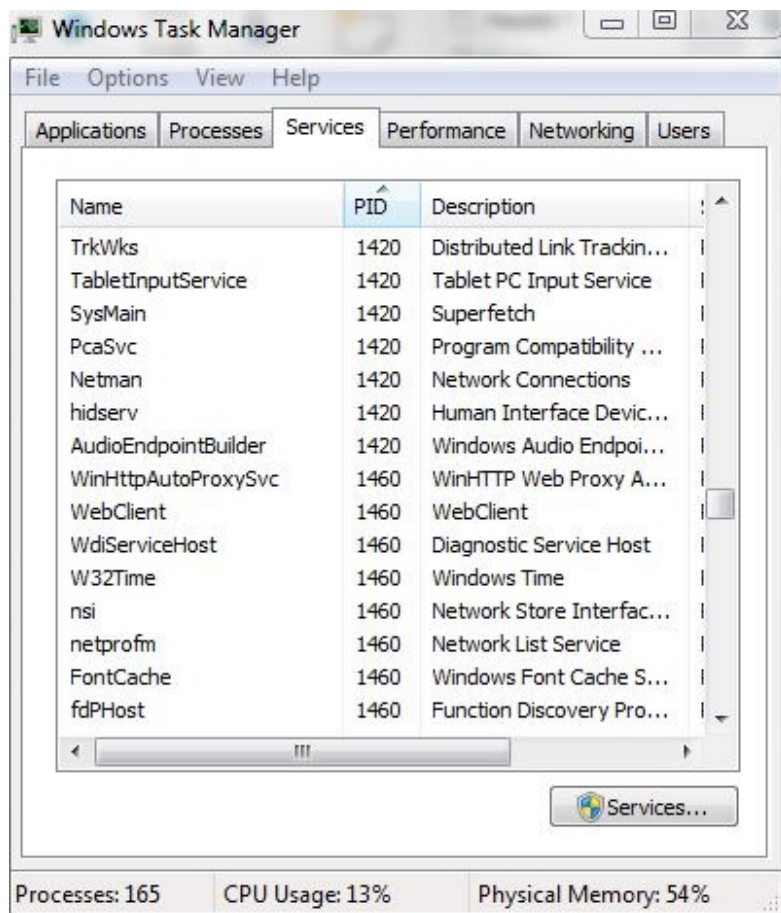 Windows Task Manager
File Options View Help
Applications Processes Services Performance Networking Users
Name PID Description
TrkWks 1420 Distributed Link Trackin...
TabletInputService 1420 Tablet PC Input Service
SysMain 1420 Superfetch
PcaSvc 1420 Program Compatibility ...
Netman 1420 Network Connections
hidserv 1420 Human Interface Devic...
AudioEndpointBuilder 1420 Windows Audio Endpoi...
WinHttpAutoProxySvc 1460 WinHTTP Web Proxy A...
WebClient 1460 WebClient
WdiServiceHost 1460 Diagnostic Service Host
W32Time 1460 Windows Time
nsi 1460 Network Store Interfac...
netprofm 1460 Network List Service
FontCache 1460 Windows Font Cache S...
fdPHost 1460 Function Discovery Pro...
Services...
Processes: 165 CPU Usage: 13% Physical Memory: 54%